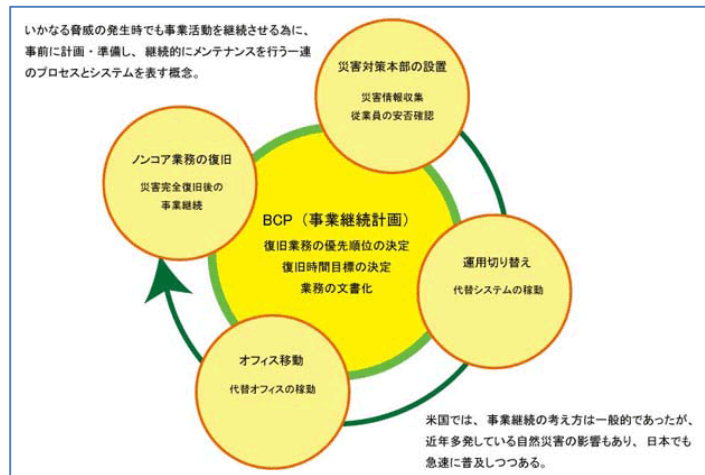 いかなる脅威の発生時でも事業活動を継続させる為に、
事前に計画・準備し、継続的にメンテナンスを行う一連
のプロセスとシステムを表す概念。
災害対策本部の設置
災害情報収集
従業員の安否確認
ノンコア業務の復旧
災害完全復旧後の
事業継続
BCP(事業継続計画)
復旧業務の優先順位の決定
復旧時間目標の決定
業務の文書化
運用切り替え
代替システムの稼動
オフィス移動
代替オフィスの稼動
米国では、事業継続の考え方は一般的であったが、
近年多発している自然災害の影響もあり、日本でも
急速に普及しつつある。